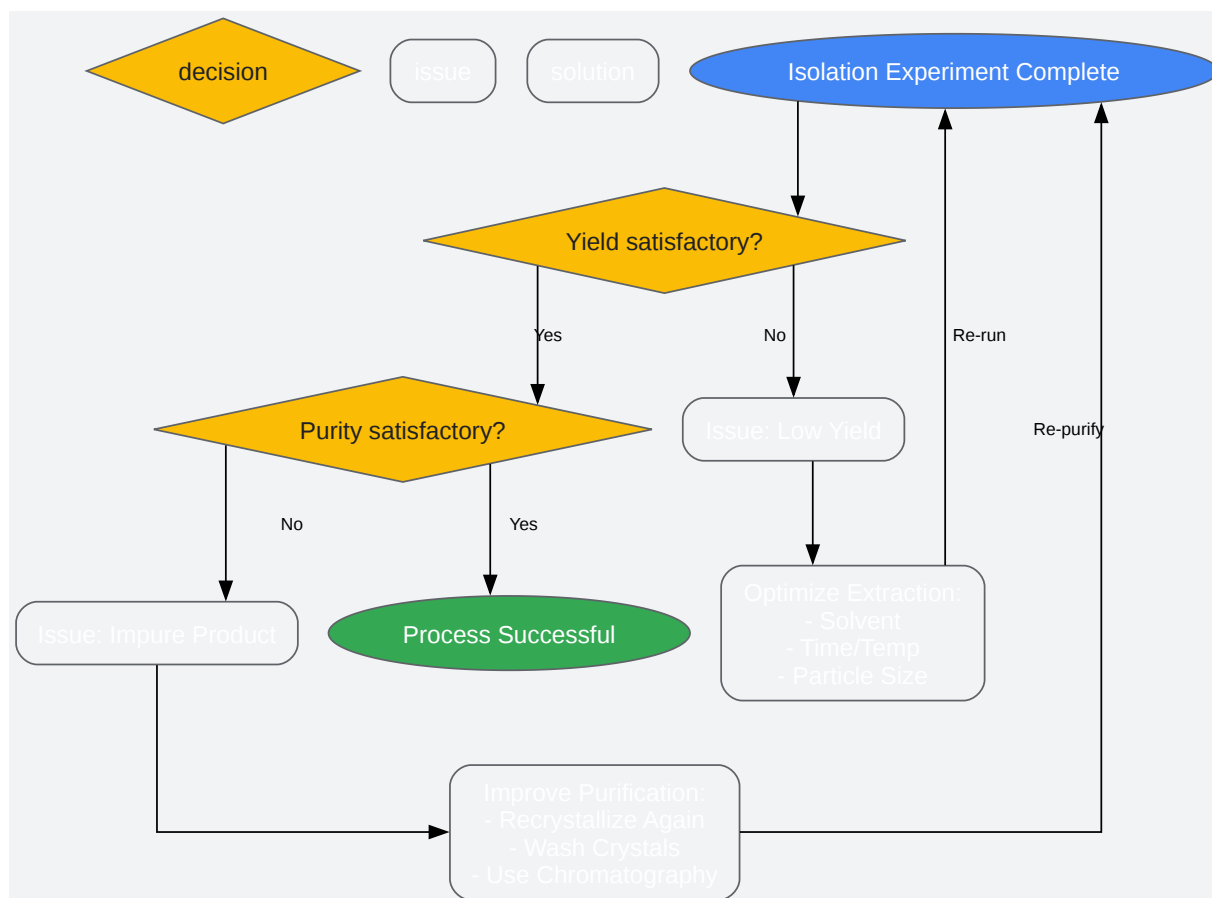 decision
issue
solution
Isolation Experiment Complete
Yield satisfactory?
Yes
No
Re-run
Purity satisfactory?
Issue: Low Yield
Re-purify
No
Yes
Optimize Extraction:
- Solvent
- Time/Temp
- Particle Size
Issue: Impure Product
Process Successful
Improve Purification:
- Recrystallize Again
- Wash Crystals
- Use Chromatography